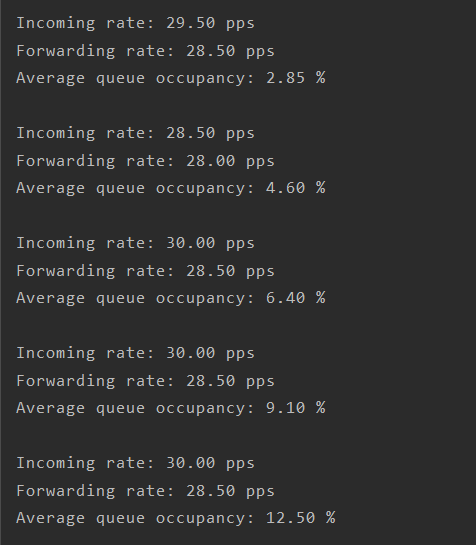 Incoming rate: 29.50 pps
Forwarding rate: 28.50 pps
Average queue occupancy: 2.85 %
Incoming rate: 28.50 pps
Forwarding rate: 28.00 pps
Average queue occupancy: 4.60 %
Incoming rate: 30.00 pps
Forwarding rate: 28.50 pps
Average queue occupancy: 6.40 %
Incoming rate: 30.00 pps
Forwarding rate: 28.50 pps
Average queue occupancy: 9.10 %
Incoming rate: 30.00 pps
Forwarding rate: 28.50 pps
Average queue occupancy: 12.50 %